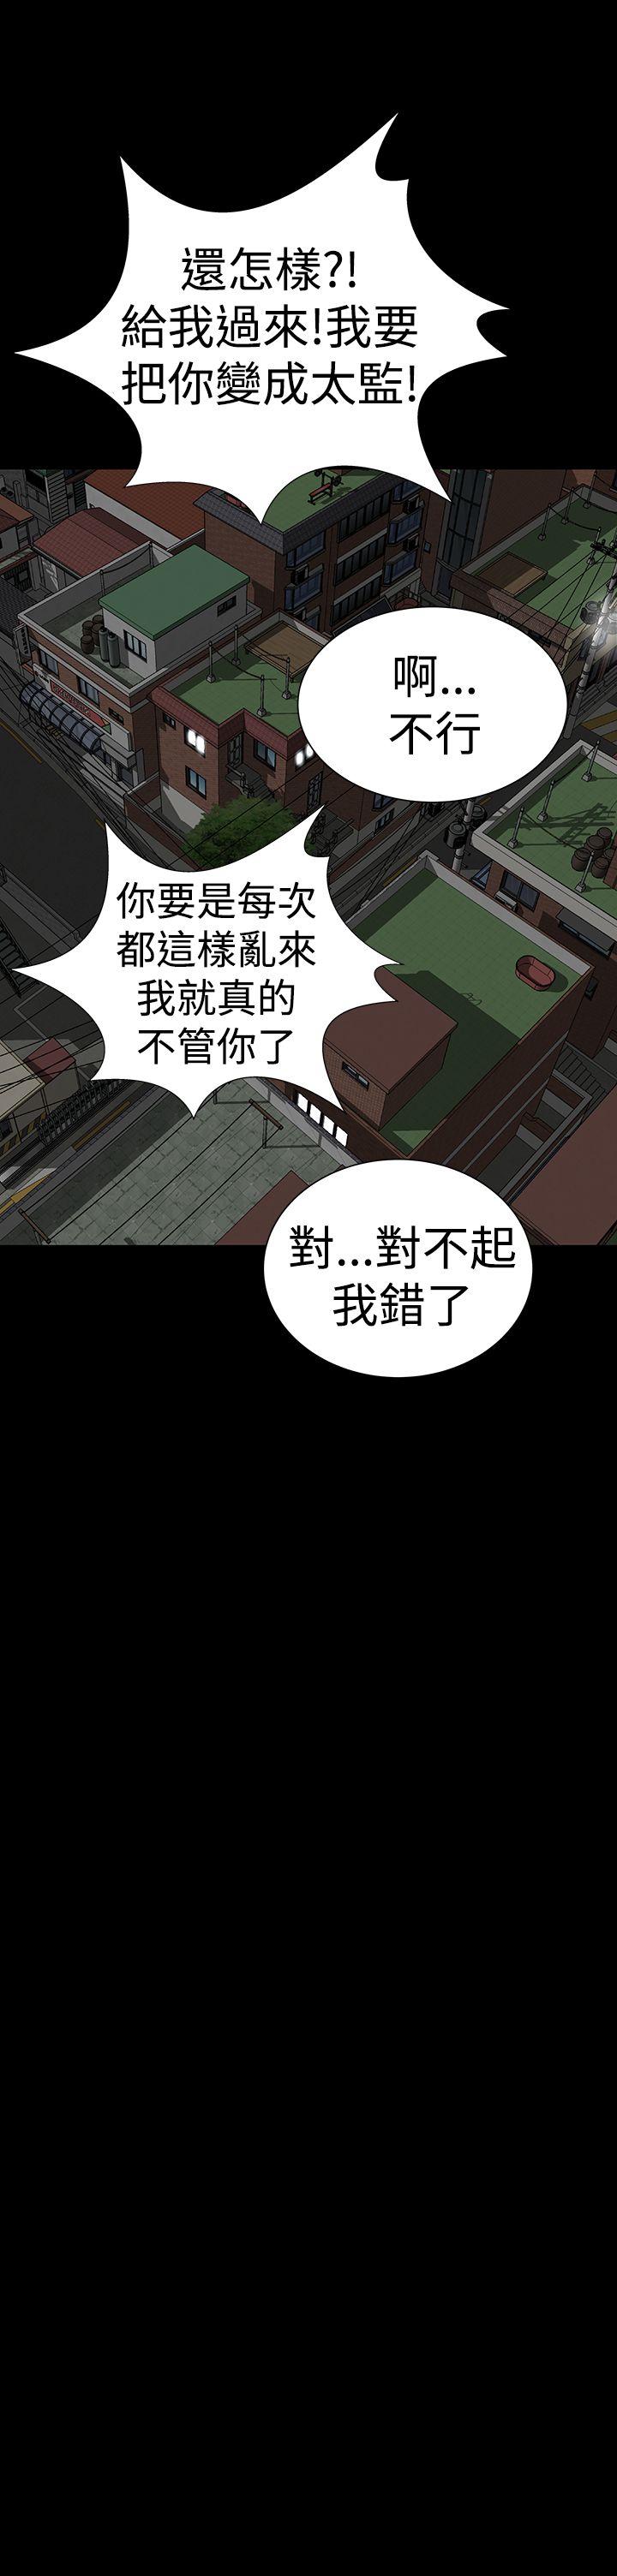 還怎樣?!
給我過來!我要
把你變成太監!
啊...
不行
你要是每次
都這樣亂來
我就真的
不管你了
對...對不起
我錯了